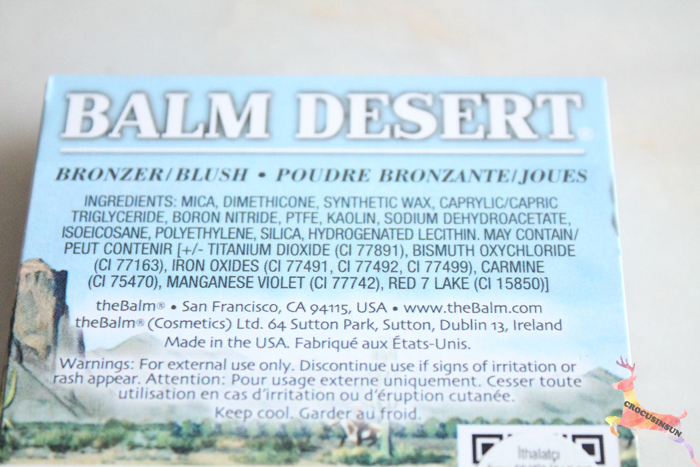 BALM DESERT®
BRONZER/BLUSH • POUDRE BRONZANTE/JOUES
INGREDIENTS: MICA, DIMETHICONE, SYNTHETIC WAX, CAPRYLIC/CAPRIC
TRIGLYCERIDE, BORON NITRIDE, PTFE, KAOLIN, SODIUM DEHYDROACETATE,
ISOEICOSANE, POLYETHYLENE, SILICA, HYDROGENATED LECITHIN. MAY CONTAIN/
PEUT CONTENIR [+/- TITANIUM DIOXIDE (CI 77891), BISMUTH OXYCHLORIDE
(CI 77163), IRON OXIDES (CI 77491, CI 77492, CI 77499), CARMINE
(CI 75470), MANGANESE VIOLET (CI 77742), RED 7 LAKE (CI 15850)]
theBalm® • San Francisco, CA 94115, USA • www.theBalm.com
theBalm® (Cosmetics) Ltd. 64 Sutton Park, Sutton, Dublin 13, Ireland
Made in the USA. Fabriqué aux États-Unis.
Warnings: For external use only. Discontinue use if signs of irritation or
rash appear. Attention: Pour usage externe uniquement. Cesser toute
utilisation en cas d'irritation ou d'éruption cutanée.
Keep cool. Garder au froid.
CROCUSINSUN
İthalatçı